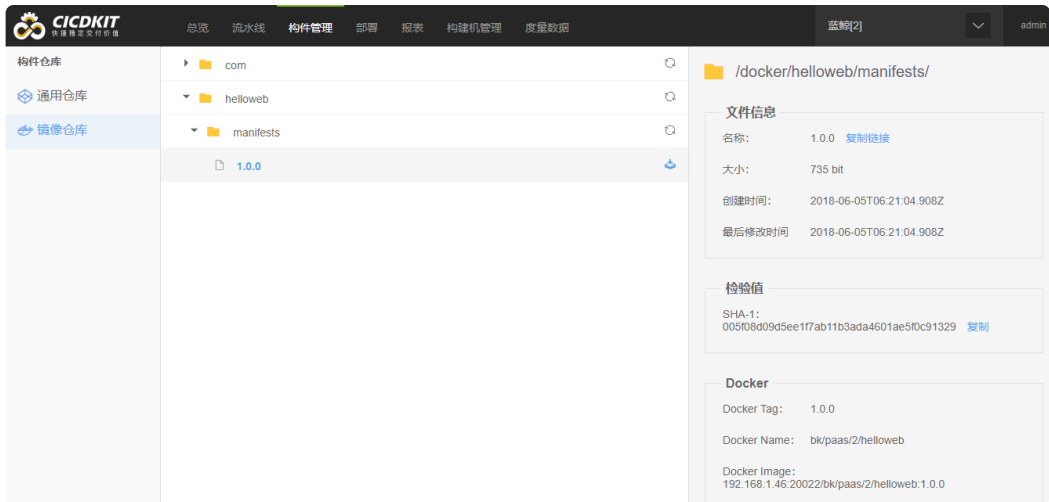 CICDKIT
快速稳定交付价值
总览 流水线 构件管理 部署 报表 构建机管理 度量数据 蓝鲸[2] admin
构件仓库
通用仓库
镜像仓库
com
helloweb
manifests
1.0.0
/docker/helloweb/manifests/
文件信息
名称： 1.0.0 复制链接
大小： 735 bit
创建时间： 2018-06-05T06:21:04.908Z
最后修改时间 2018-06-05T06:21:04.908Z
检验值
SHA-1：
005f08d09d5ee1f7ab11b3ada4601ae5f0c91329 复制
Docker
Docker Tag： 1.0.0
Docker Name： bk/paas/2/helloweb
Docker Image：
192.168.1.46:20022/bk/paas/2/helloweb:1.0.0